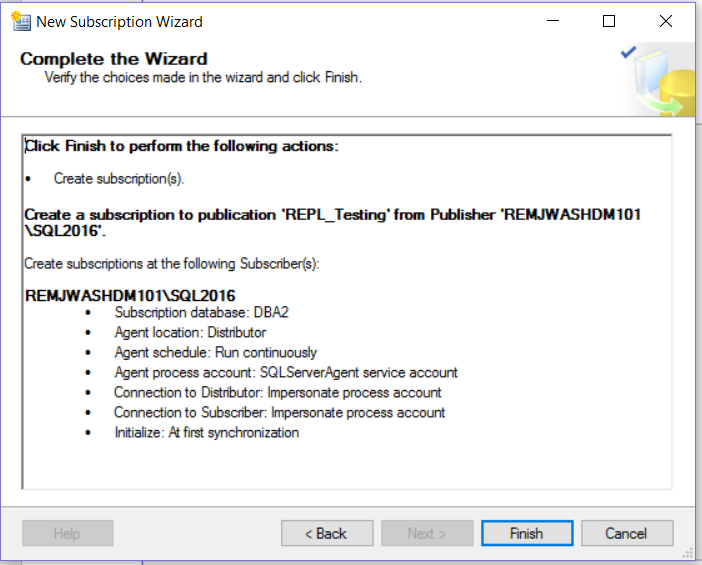 New Subscription Wizard
Complete the Wizard
Verify the choices made in the wizard and click Finish.
Click Finish to perform the following actions:
• Create subscription(s).
Create a subscription to publication 'REPL_Testing' from Publisher 'REMJWASHDM101
\SQL2016'.
Create subscriptions at the following Subscriber(s):
REMJWASHDM101\SQL2016
• Subscription database: DBA2
• Agent location: Distributor
• Agent schedule: Run continuously
• Agent process account: SQLServerAgent service account
• Connection to Distributor: Impersonate process account
• Connection to Subscriber: Impersonate process account
• Initialize: At first synchronization
Help
< Back
Next >
Finish
Cancel